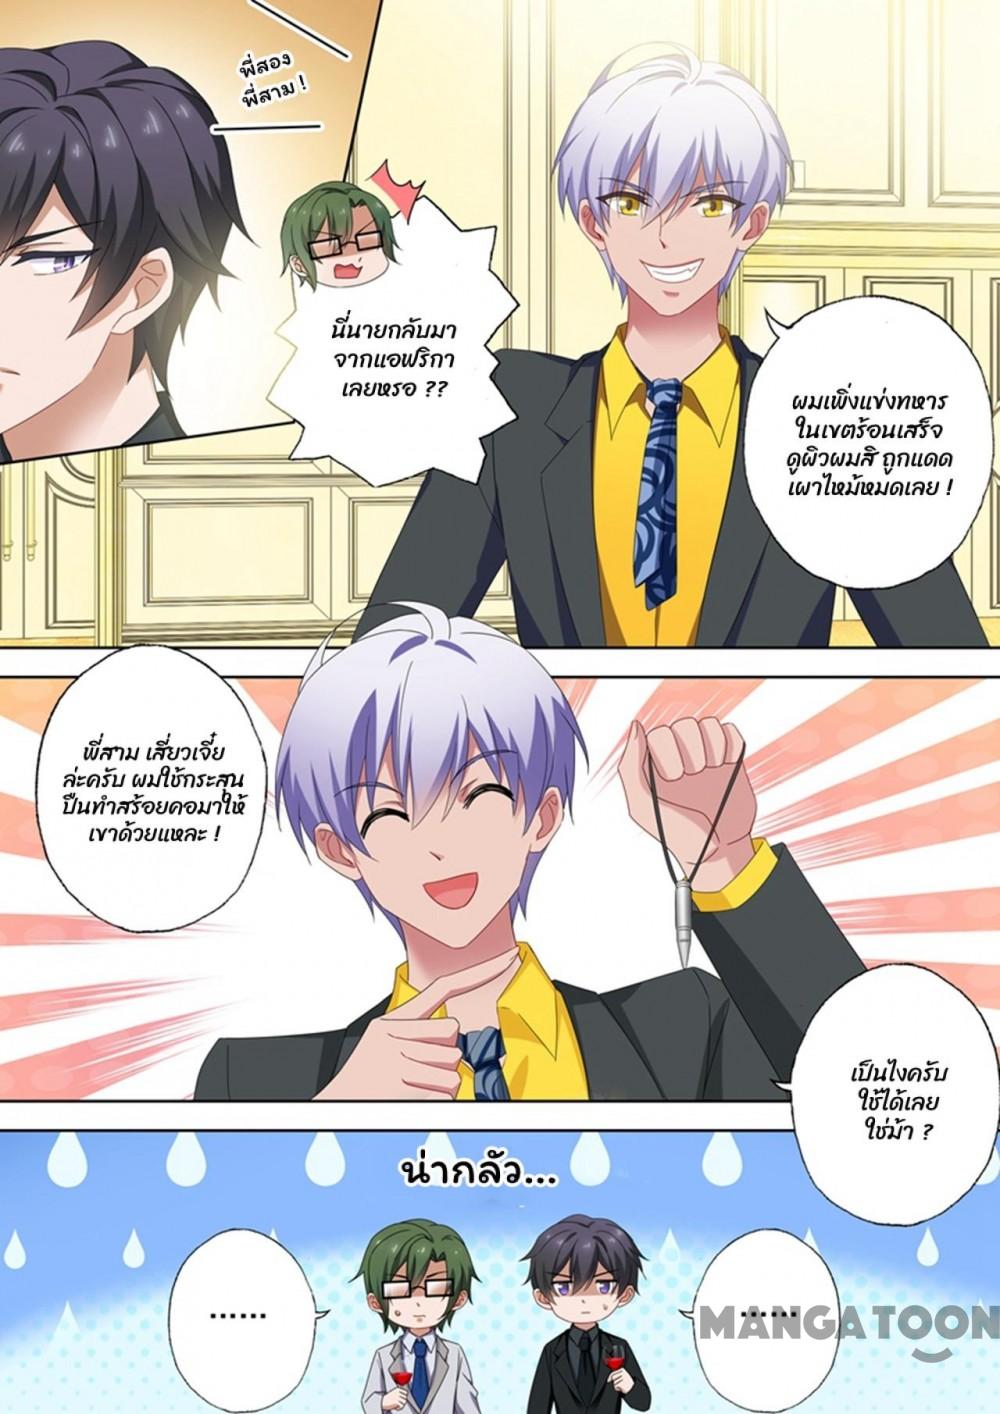 พี่สอง
พี่สาม !
นี่นายกลับมา
จากแอฟริกา
เลยหรอ ??
ผมเพิ่งแข่งทหาร
ในเขตร้อนเสร็จ
ดูผิวผมสิ ถูกแดด
เผาไหม้หมดเลย !
พี่สาม เสี่ยวเจี๋ย
ล่ะครับ ผมใช้กระสุน
ปืนทำสร้อยคอมาให้
เขาด้วยแหละ !
เป็นไงครับ
ใช้ได้เลย
ใช่ม้า ?
น่ากลัว...
......
......
MANGATOON